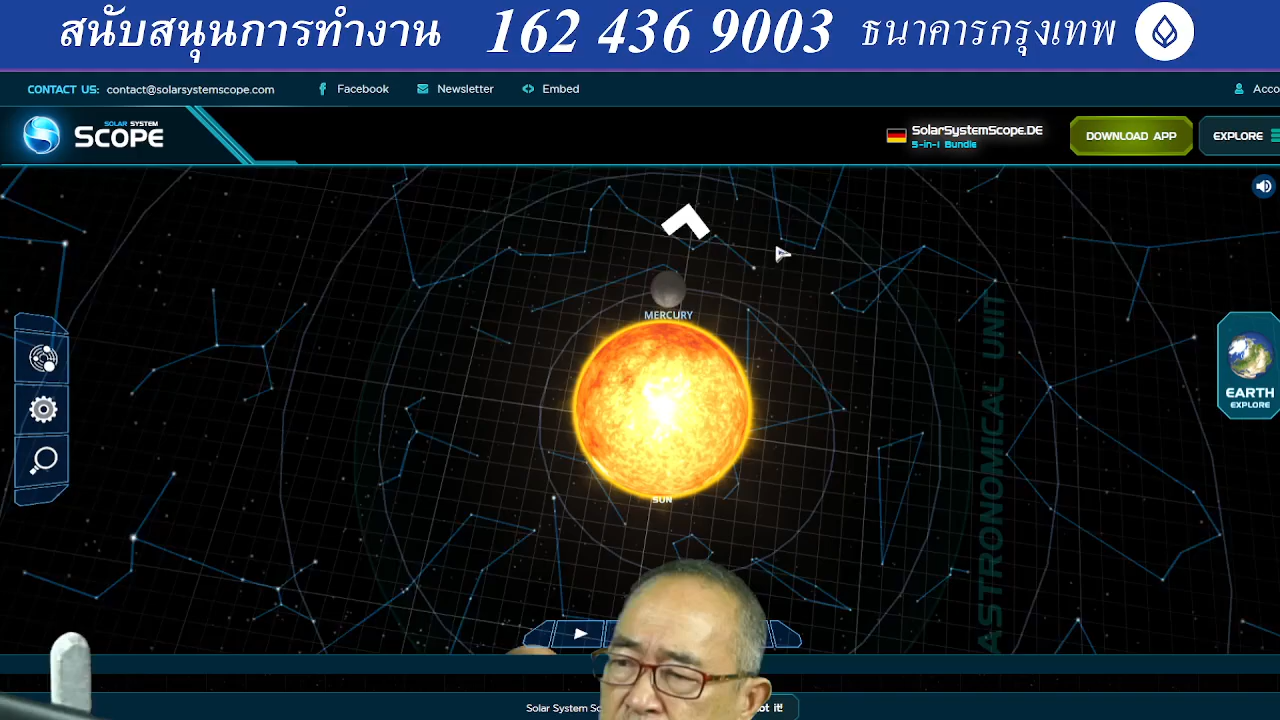 สนับสนุนการทำงาน 162 436 9003 ธนาคารกรุงเทพ
CONTACT US: contact@solarsystemscope.com Facebook Newsletter Embed
SOLAR SYSTEM
SCOPE
SolarSystemScope.DE
5-in-1 Bundle
DOWNLOAD APP
EXPLORE
MERCURY
SUN
ASTRONOMICAL UNIT
EARTH
EXPLORE
Solar System
it!